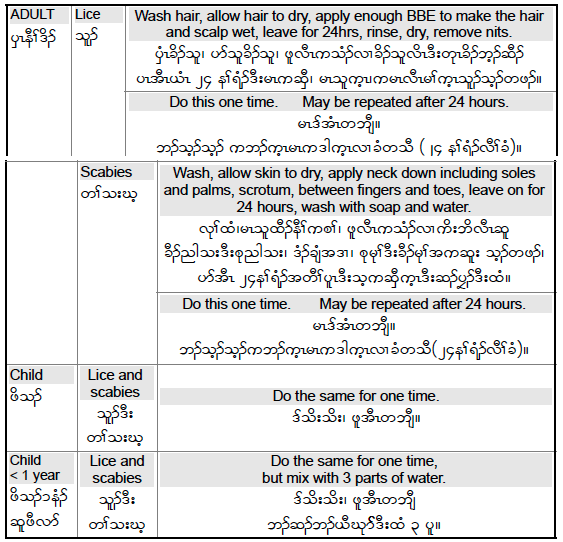 ADULT
ပှၤနီၢ်ဒိၣ်
Lice
သူၣ်
Wash hair, allow hair to dry, apply enough BBE to make the hair
and scalp wet, leave for 24hrs, rinse, dry, remove nits.
ပှံၤခိၣ်သူ, ဟ်သူခိၣ်သူ, ဖူလီၤကသံၣ်လၢခိၣ်သူလိၤဒီးတုၤခိၣ်ဘ့ၣ်ဆီၣ်
ပၤအီၤယံၤ ၂၄ နၢ်ရံၣ်ဒီးမၤကဆှီ, မၤသူက့ၤကမၤလီၤမၢ်က့ၤသူၣ်သ့ၣ်တဖၣ်။
Do this one time. May be repeated after 24 hours.
မၤဒ်အံၤတဘျီ။
ဘၣ်သ့ၣ်သ့ၣ် ကဘၣ်က့ၤမၤကဒါက့ၤလၢခံတသီ ( ၂၄ နၢ်ရံၣ်လီၢ်ခံ)။
Scabies
တၢ်သးဃ့
Wash, allow skin to dry, apply neck down including soles
and palms, scrotum, between fingers and toes, leave on for
24 hours, wash with soap and water.
လုၢ်ထံ,မၤသူထီၣ်နီၢ်ကစၢ်, ဖူလီၤကသံၣ်လၢကိးဘိလီၤဆူ
ခီၣ်ညါသးဒီးစုညါသး, ဒံၣ်ချံအဒၢ, စုမုၢ်ဒီးခီၣ်မုၢ်အကဆူး သ့ၣ်တဖၣ်,
ဟ်အီၤ ၂၄နၢ်ရံၣ်အတီၢ်ပူၤဒီးသ့ကဆှီက့ၤဒီးဆၣ်ပှၣ်ဒီးထံ။
Do this one time. May be repeated after 24 hours.
မၤဒ်အံၤတဘျီ။
ဘၣ်သ့ၣ်သ့ၣ်ကဘၣ်က့ၤမၤကဒါက့ၤလၢခံတသီ(၂၄နၢ်ရံၣ်လီၢ်ခံ)။
Child
ဖိသၣ်
Lice and
scabies
သူၣ်ဒီး
တၢ်သးဃ့
Do the same for one time.
ဒ်သိးသိး, ဖူအီၤတဘျီ။
Child
< 1 year
ဖိသၣ်ာနံၣ်
ဆူဖီလာ်
Lice and
scabies
သူၣ်ဒီး
တၢ်သးဃ့
Do the same for one time,
but mix with 3 parts of water.
ဒ်သိးသိး, ဖူအီၤတဘျီ
ဘၣ်ဆၣ်ဘၣ်ယီဃုာ်ဒီးထံ ၃ ပူ။